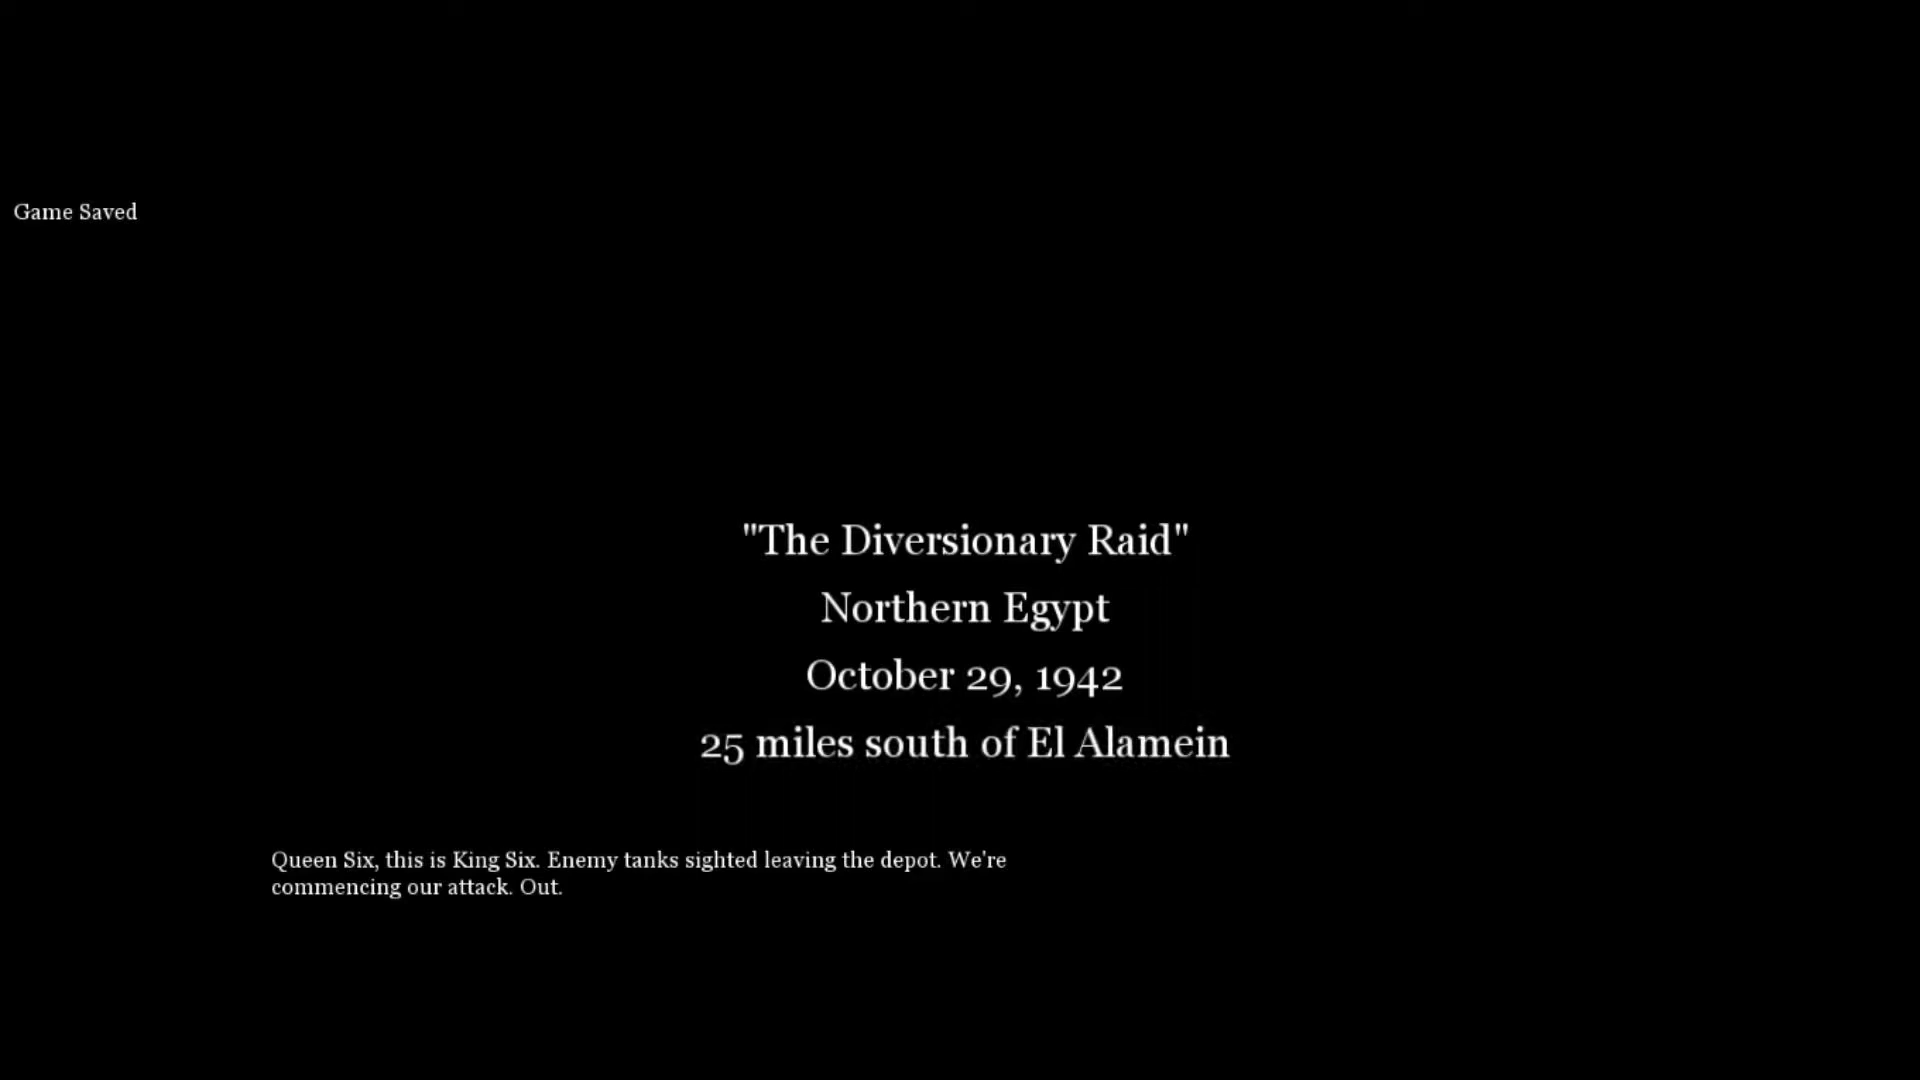 Game Saved
"The Diversionary Raid"
Northern Egypt
October 29, 1942
25 miles south of El Alamein
Queen Six, this is King Six. Enemy tanks sighted leaving the depot. We're
commencing our attack. Out.